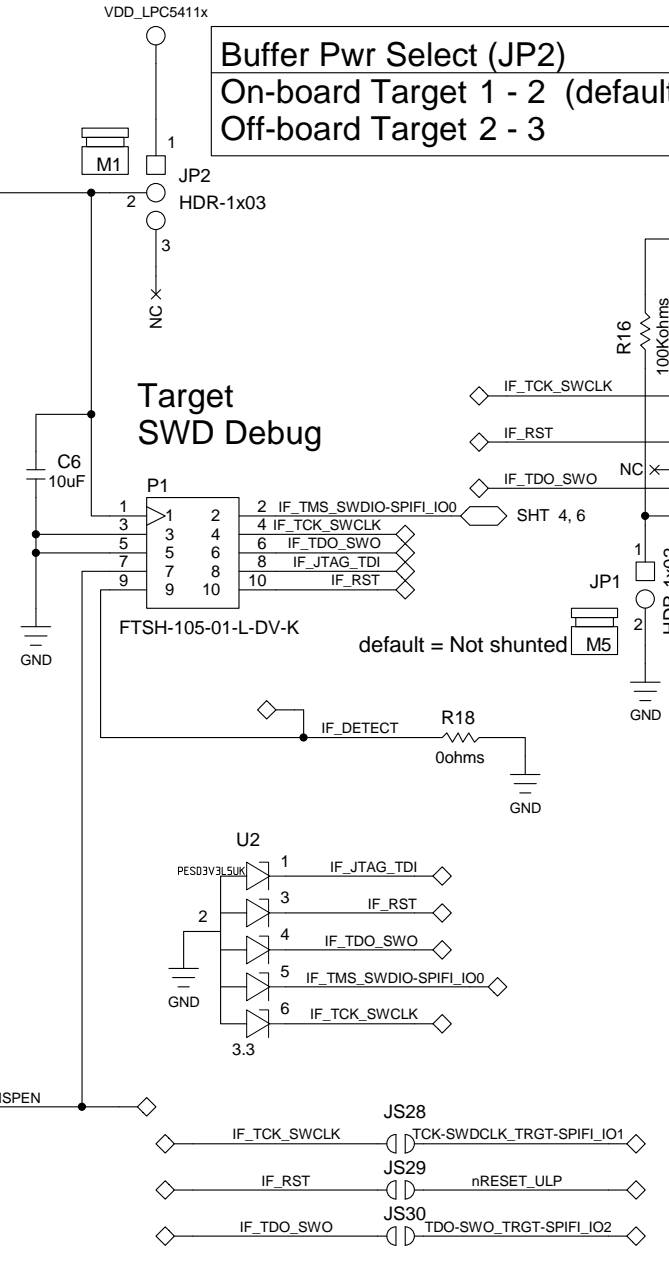 VDD_LPC5411x
Buffer Pwr Select (JP2)
On-board Target 1 - 2 (default
Off-board Target 2 - 3
M1
1
JP2
2
HDR-1x03
3
NC
R16
100Kohms
Target
SWD Debug
IF_TCK_SWCLK
IF_RST
IF_TDO_SWO
NC
C6
10uF
P1
1 1 2 2 IF_TMS_SWDIO-SPIFI_IO0 SHT 4, 6
3 3 4 4 IF_TCK_SWCLK
5 5 6 6 IF_TDO_SWO
7 7 8 8 IF_JTAG_TDI
9 9 10 10 IF_RST
FTSH-105-01-L-DV-K
GND
1
JP1
2
default = Not shunted M5
GND
IF_DETECT
R18
0ohms
GND
U2
PESD3V3L5UK
1 IF_JTAG_TDI
3 IF_RST
2
4 IF_TDO_SWO
5 IF_TMS_SWDIO-SPIFI_IO0
GND
6 IF_TCK_SWCLK
3.3
ISPEN
JS28
IF_TCK_SWCLK TCK-SWDCLK_TRGT-SPIFI_IO1
JS29
IF_RST nRESET_ULP
JS30
IF_TDO_SWO TDO-SWO_TRGT-SPIFI_IO2